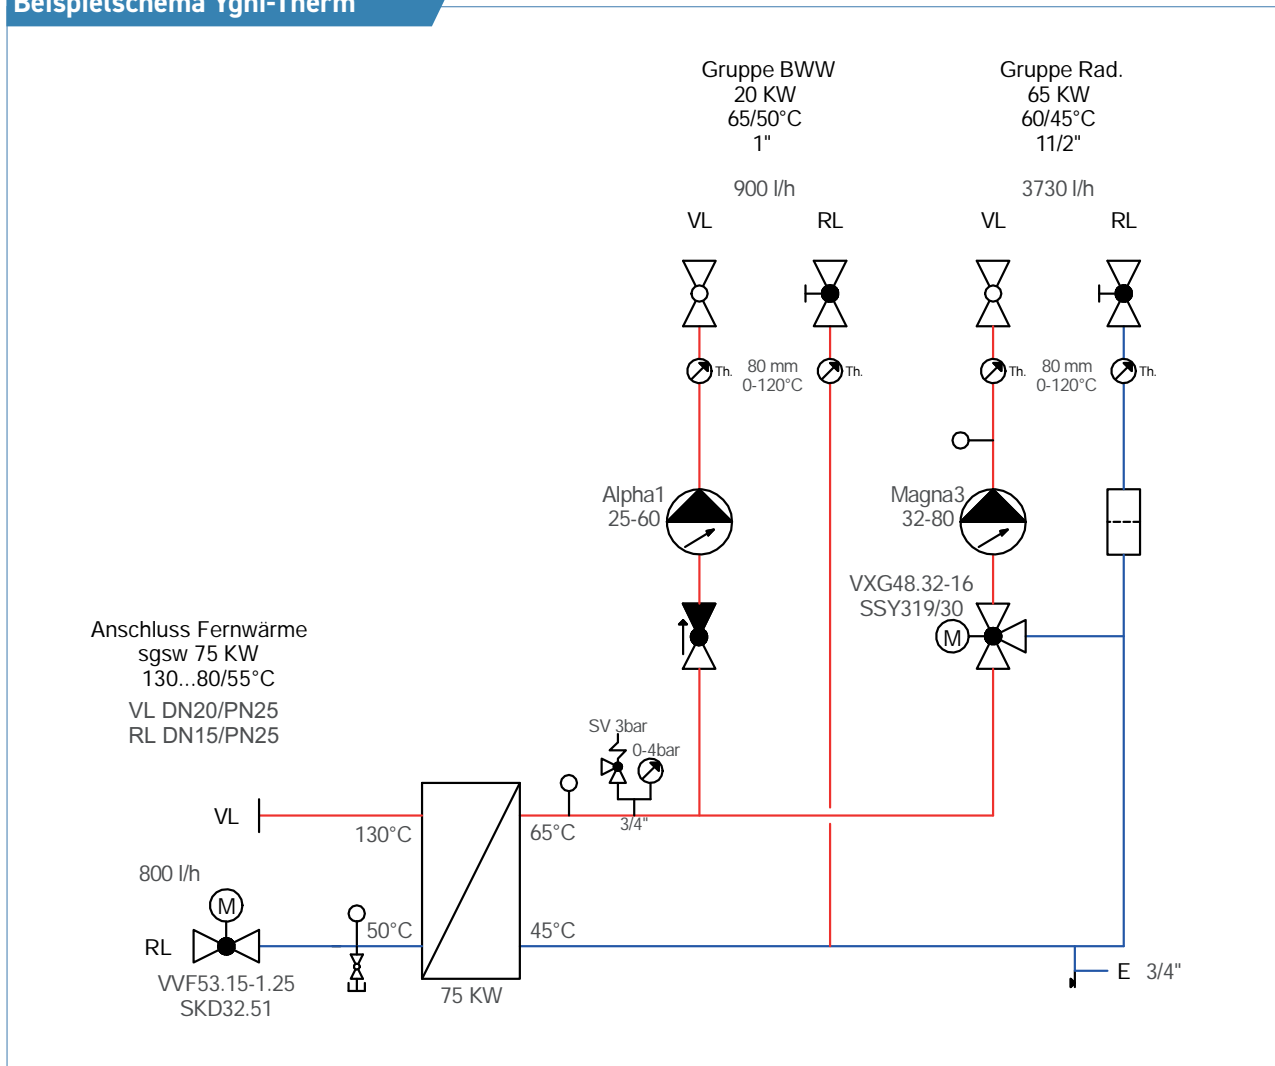 Beispielschema Ygni-Therm
Gruppe BWW
20 KW
65/50°C
1"
900 l/h
VL RL
Gruppe Rad.
65 KW
60/45°C
11/2"
3730 l/h
VL RL
Th. 80 mm Th.
0-120°C
Th. 80 mm Th.
0-120°C
Alpha1
25-60
Magna3
32-80
VXG48.32-16
SSY319/30
M
Anschluss Fernwärme
sgsw 75 KW
130...80/55°C
VL DN20/PN25
RL DN15/PN25
SV 3bar
0-4bar
3/4"
VL
130°C
65°C
800 l/h
M
RL
50°C
45°C
VVF53.15-1.25
SKD32.51
75 KW
E 3/4"